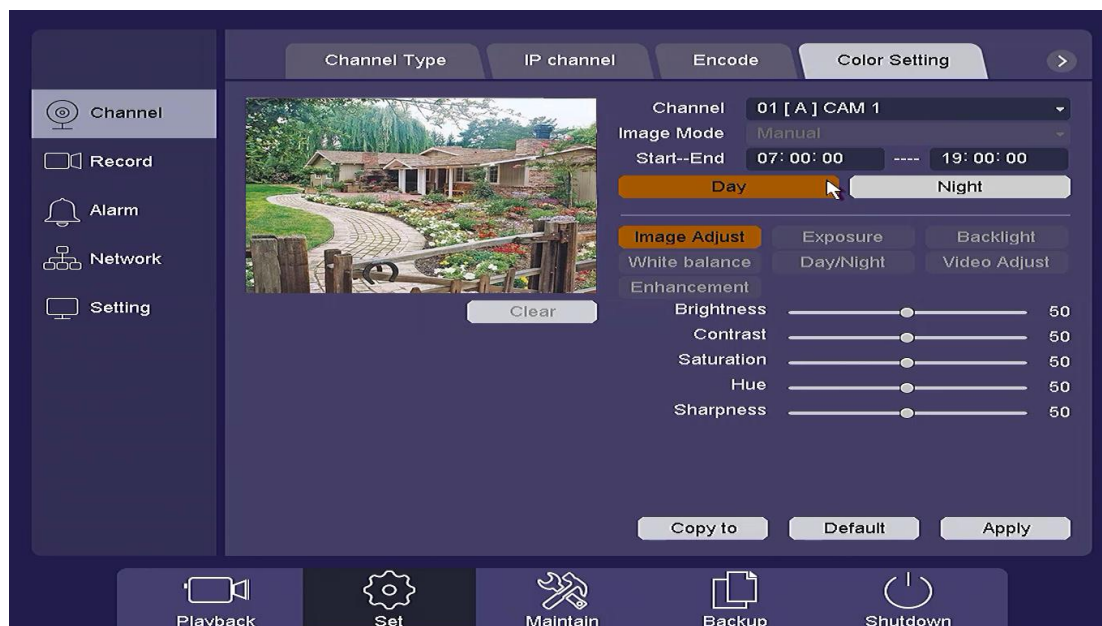 Channel Type IP channel Encode Color Setting >
Channel
Record
Alarm
Network
Setting
Channel 01 [ A ] CAM 1
Image Mode Manual
Start--End 07: 00: 00 ---- 19: 00: 00
Day Night
Image Adjust Exposure Backlight
White balance Day/Night Video Adjust
Enhancement
Clear
Brightness 50
Contrast 50
Saturation 50
Hue 50
Sharpness 50
Copy to Default Apply
Playback Set Maintain Backup Shutdown